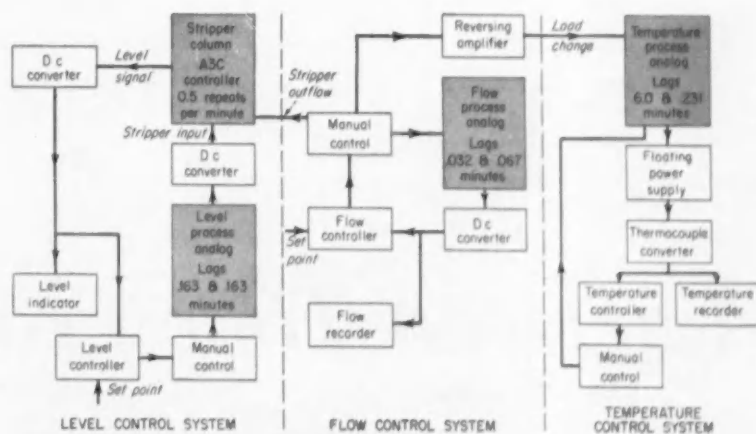 Dc
converter
Level
signal
Stripper
column
A3C
controller
0.5 repeats
per minute
Stripper input
Dc
converter
Level
process
analog
Lags
.163 & .163
minutes
Level
indicator
Level
controller
Manual
control
Set point
LEVEL CONTROL SYSTEM
Stripper
outflow
Manual
control
Reversing
amplifier
Flow
process
analog
Lags
.032 & .067
minutes
Set
point
Flow
controller
Dc
converter
Flow
recorder
FLOW CONTROL SYSTEM
Load
change
Temperature
process
analog
Lags
6.0 & .231
minutes
Floating
power
supply
Thermocouple
converter
Temperature
controller
Temperature
recorder
Manual
control
TEMPERATURE
CONTROL SYSTEM